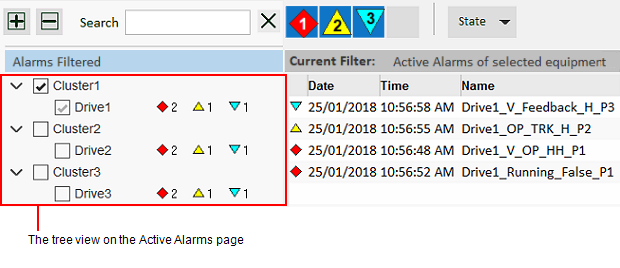 Search
1
2
3
State
Alarms Filtered
Current Filter: Active Alarms of selected equipment
Cluster1
Date Time Name
Drive1 2 1 1
25/01/2018 10:56:58 AM Drive1_V_Feedback_H_P3
Cluster2
25/01/2018 10:56:55 AM Drive1_OP_TRK_H_P2
Drive2 2 1 1
25/01/2018 10:56:48 AM Drive1_V_OP_HH_P1
Cluster3
25/01/2018 10:56:52 AM Drive1_Running_False_P1
Drive3 2 1 1
The tree view on the Active Alarms page